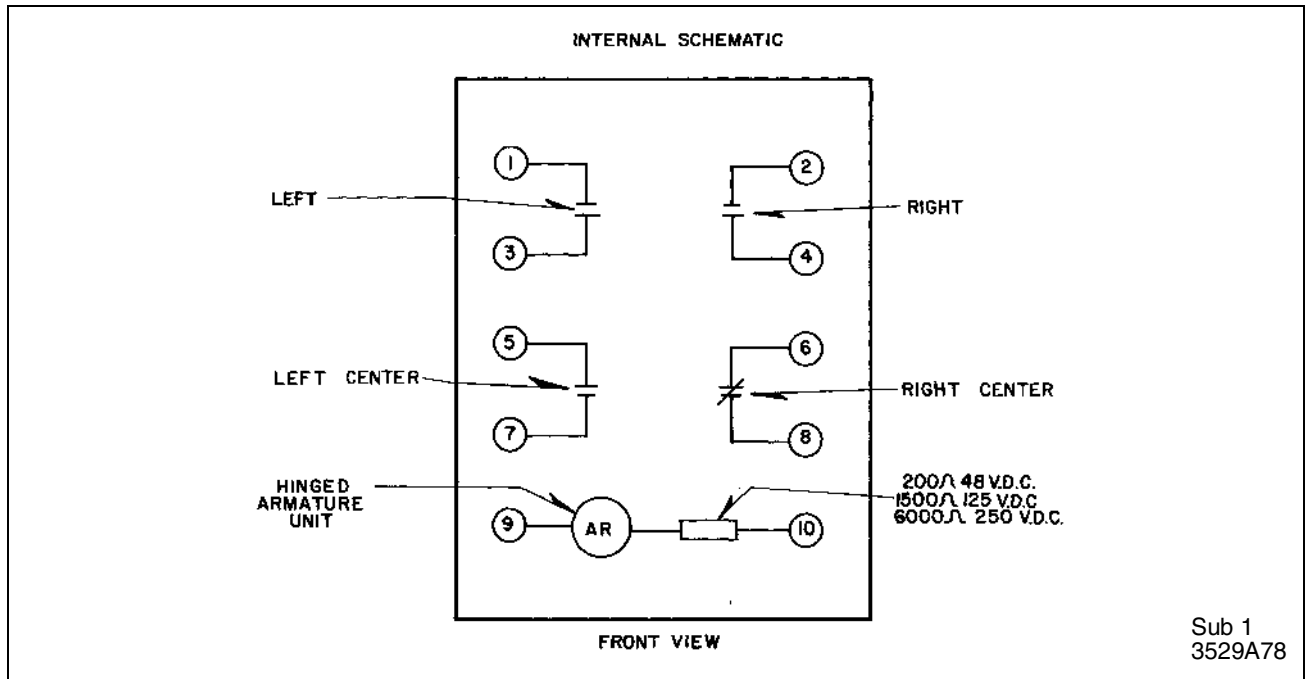 INTERNAL SCHEMATIC
1
2
LEFT
RIGHT
3
4
5
6
LEFT CENTER
RIGHT CENTER
7
8
HINGED
ARMATURE
UNIT
200Ω 48 V.D.C.
1500Ω 125 V.D.C
6000Ω 250 V.D.C.
9
AR
10
FRONT VIEW
Sub 1
3529A78